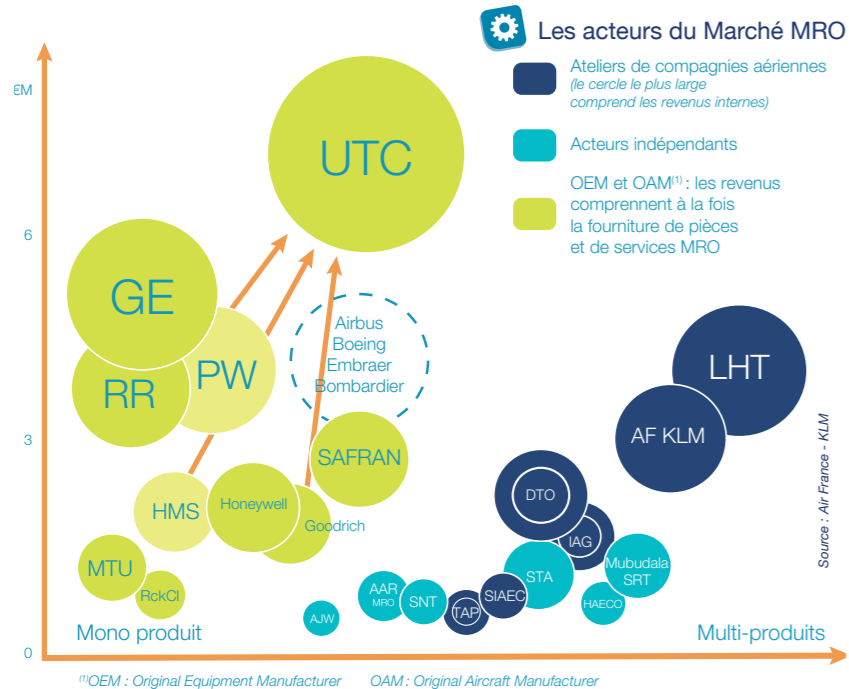 Les acteurs du Marché MRO
Ateliers de compagnies aériennes
(le cercle le plus large
comprend les revenus internes)
Acteurs indépendants
OEM et OAM(1) : les revenus
comprennent à la fois
la fourniture de pièces
et de services MRO
€M
6
3
0
UTC
GE
RR
PW
Airbus
Boeing
Embraer
Bombardier
LHT
AF KLM
SAFRAN
HMS
Honeywell
Goodrich
DTO
IAG
MTU
RckCl
AJW
AAR
MRO
SNT
TAP
SIAEC
STA
HAECO
Mubudala
SRT
Source : Air France - KLM
Mono produit
Multi-produits
(1)OEM : Original Equipment Manufacturer OAM : Original Aircraft Manufacturer